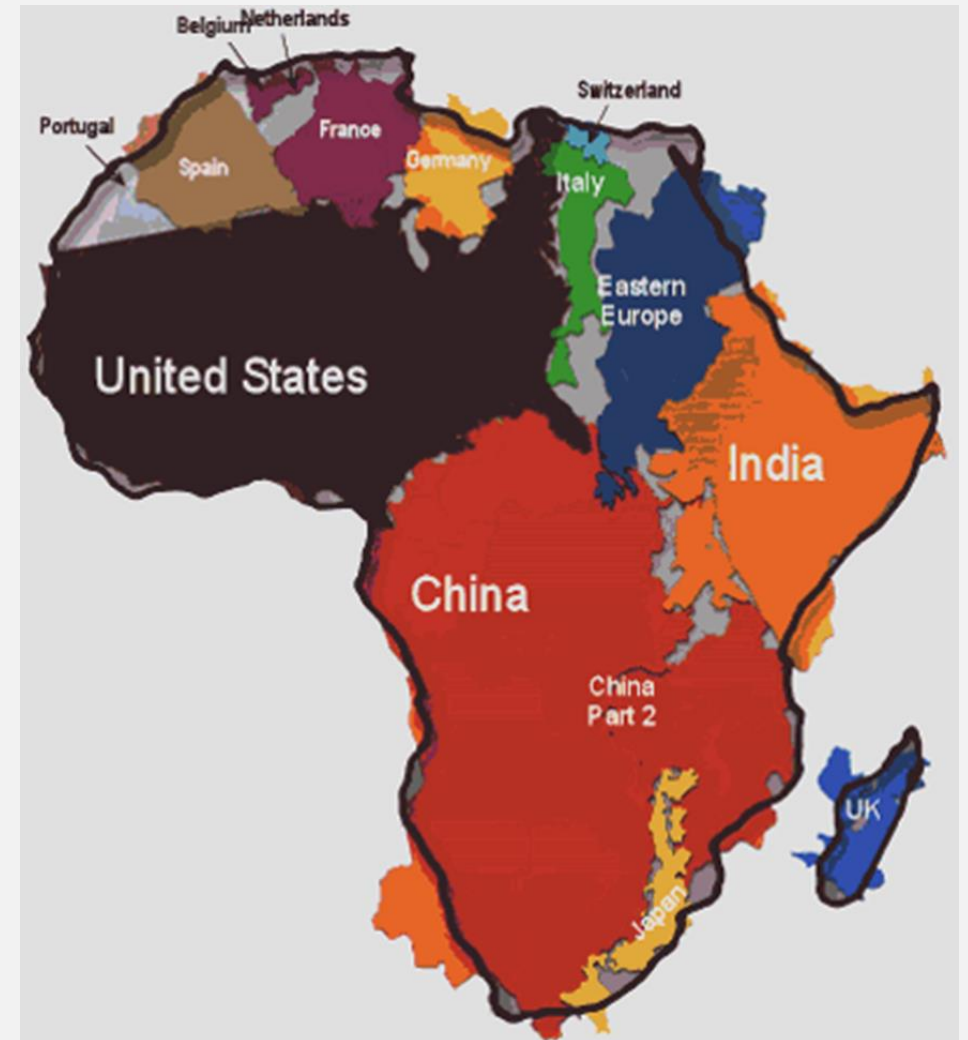 Netherlands
Belgium
Switzerland
Portugal
France
Germany
Spain
Italy
Eastern
Europe
United States
India
China
China
Part 2
UK
Japan